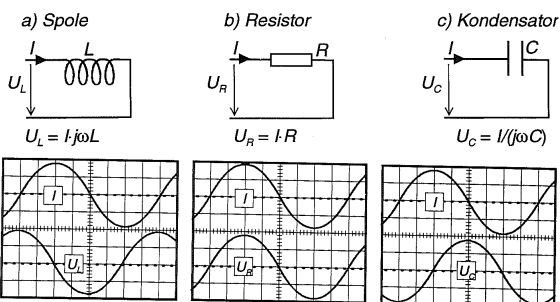 a) Spole
b) Resistor
c) Kondensator
I L
I R
I C
U_L
U_R
U_C
U_L = I·jωL
U_R = I·R
U_C = I/(jωC)
I
I
I
U_L
U_R
U_C